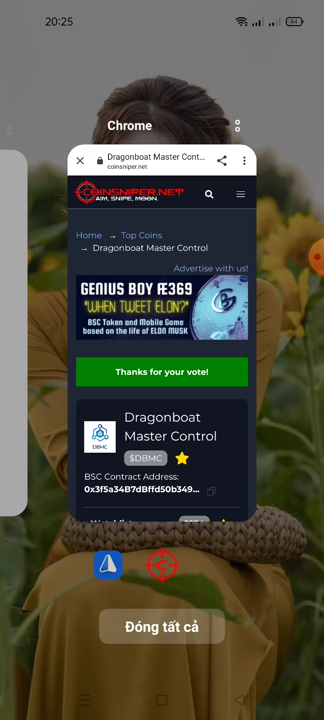 20:25
44
Chrome
Dragonboat Master Cont...
coinsniper.net
COINSNIPER.NET
AIM, SNIPE, MOON.
Home → Top Coins
→ Dragonboat Master Control
Advertise with us!
GENIUS BOY Æ369
"WHEN TWEET ELON?"
BSC Token and Mobile Game
based on the life of ELON MUSK
Thanks for your vote!
DBMC
Dragonboat
Master Control
$DBMC
BSC Contract Address:
0x3f5a34B7dBffd50b349...
Đóng tất cả